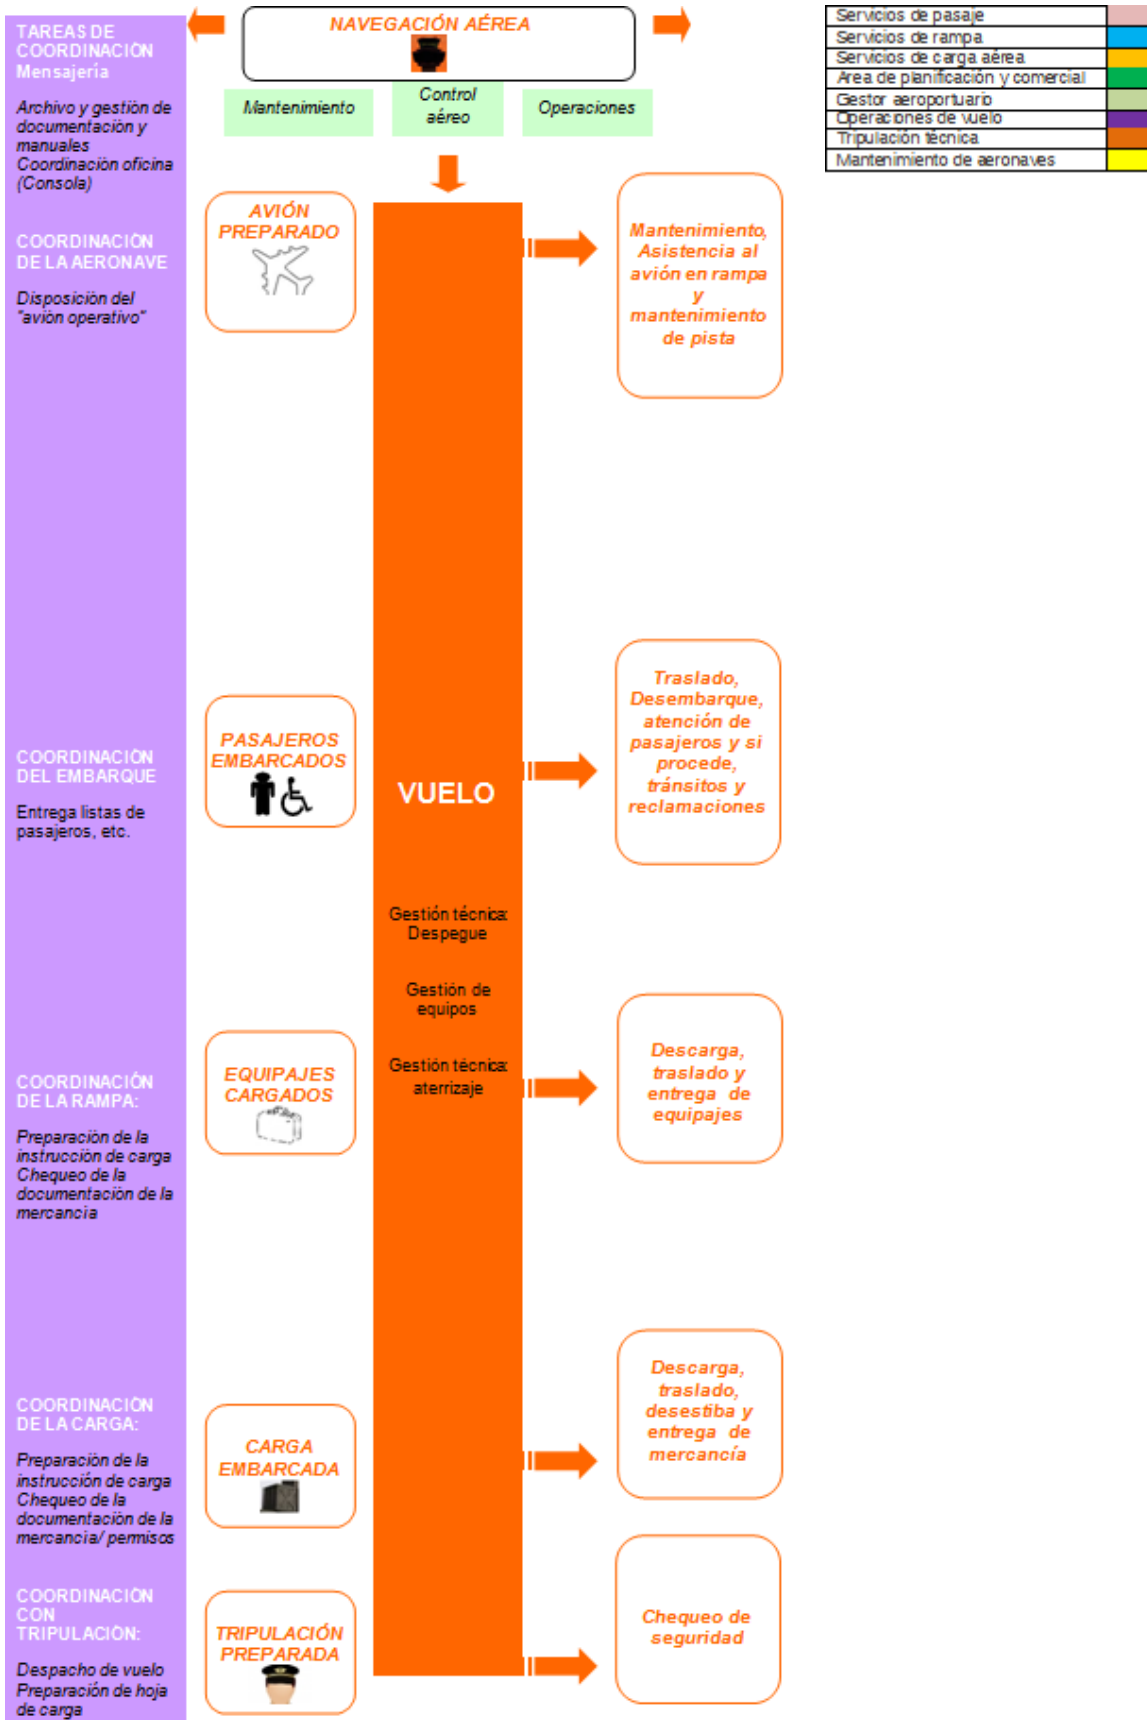 TAREAS DE
COORDINACIÓN
Mensajería
Archivo y gestión de
documentación y
manuales
Coordinación oficina
(Consola)
COORDINACIÓN
DE LA AERONAVE
Disposición del
"avión operativo"
COORDINACIÓN
DEL EMBARQUE
Entrega listas de
pasajeros, etc.
COORDINACIÓN
DE LA RAMPA:
Preparación de la
instrucción de carga
Chequeo de la
documentación de la
mercancia
COORDINACIÓN
DE LA CARGA:
Preparación de la
instrucción de carga
Chequeo de la
documentación de la
mercancia/ permisos
COORDINACIÓN
CON
TRIPULACIÓN:
Despacho de vuelo
Preparación de hoja
de carga
NAVEGACIÓN AÉREA
Mantenimiento
Control
aéreo
Operaciones
AVIÓN
PREPARADO
PASAJEROS
EMBARCADOS
EQUIPAJES
CARGADOS
CARGA
EMBARCADA
TRIPULACIÓN
PREPARADA
VUELO
Gestión técnica:
Despegue
Gestión de
equipos
Gestión técnica:
aterrizaje
Mantenimiento,
Asistencia al
avión en rampa
y
mantenimiento
de pista
Traslado,
Desembarque,
atención de
pasajeros y si
procede,
tránsitos y
reclamaciones
Descarga,
traslado y
entrega de
equipajes
Descarga,
traslado,
desestiba y
entrega de
mercancía
Chequeo de
seguridad
Servicios de pasaje
Servicios de rampa
Servicios de carga aérea
Area de planificación y comercial
Gestor aeroportuario
Operaciones de vuelo
Tripulación técnica
Mantenimiento de aeronaves